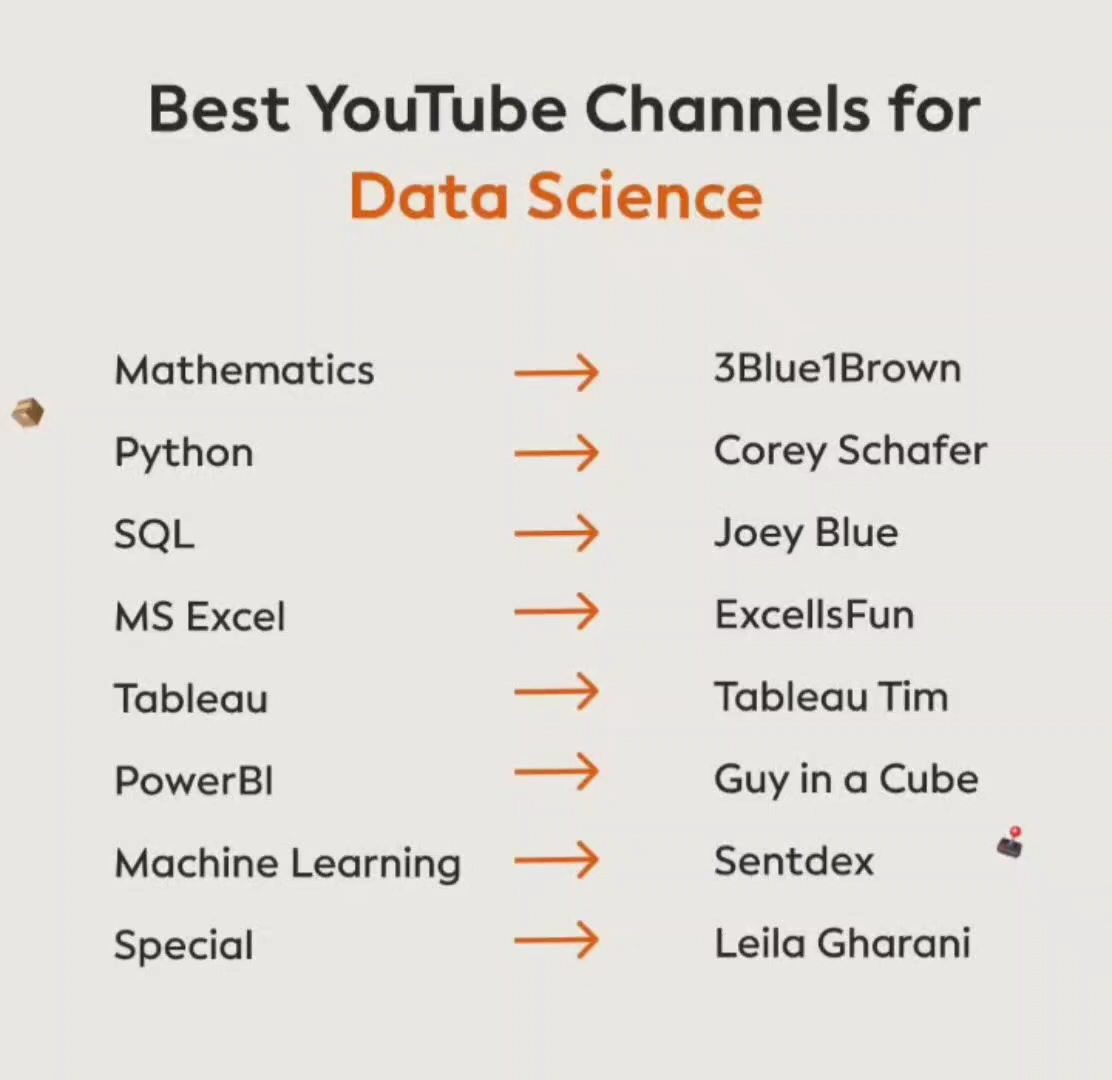 Best YouTube Channels for
Data Science
Mathematics → 3Blue1Brown
Python → Corey Schafer
SQL → Joey Blue
MS Excel → ExcelIsFun
Tableau → Tableau Tim
PowerBI → Guy in a Cube
Machine Learning → Sentdex
Special → Leila Gharani